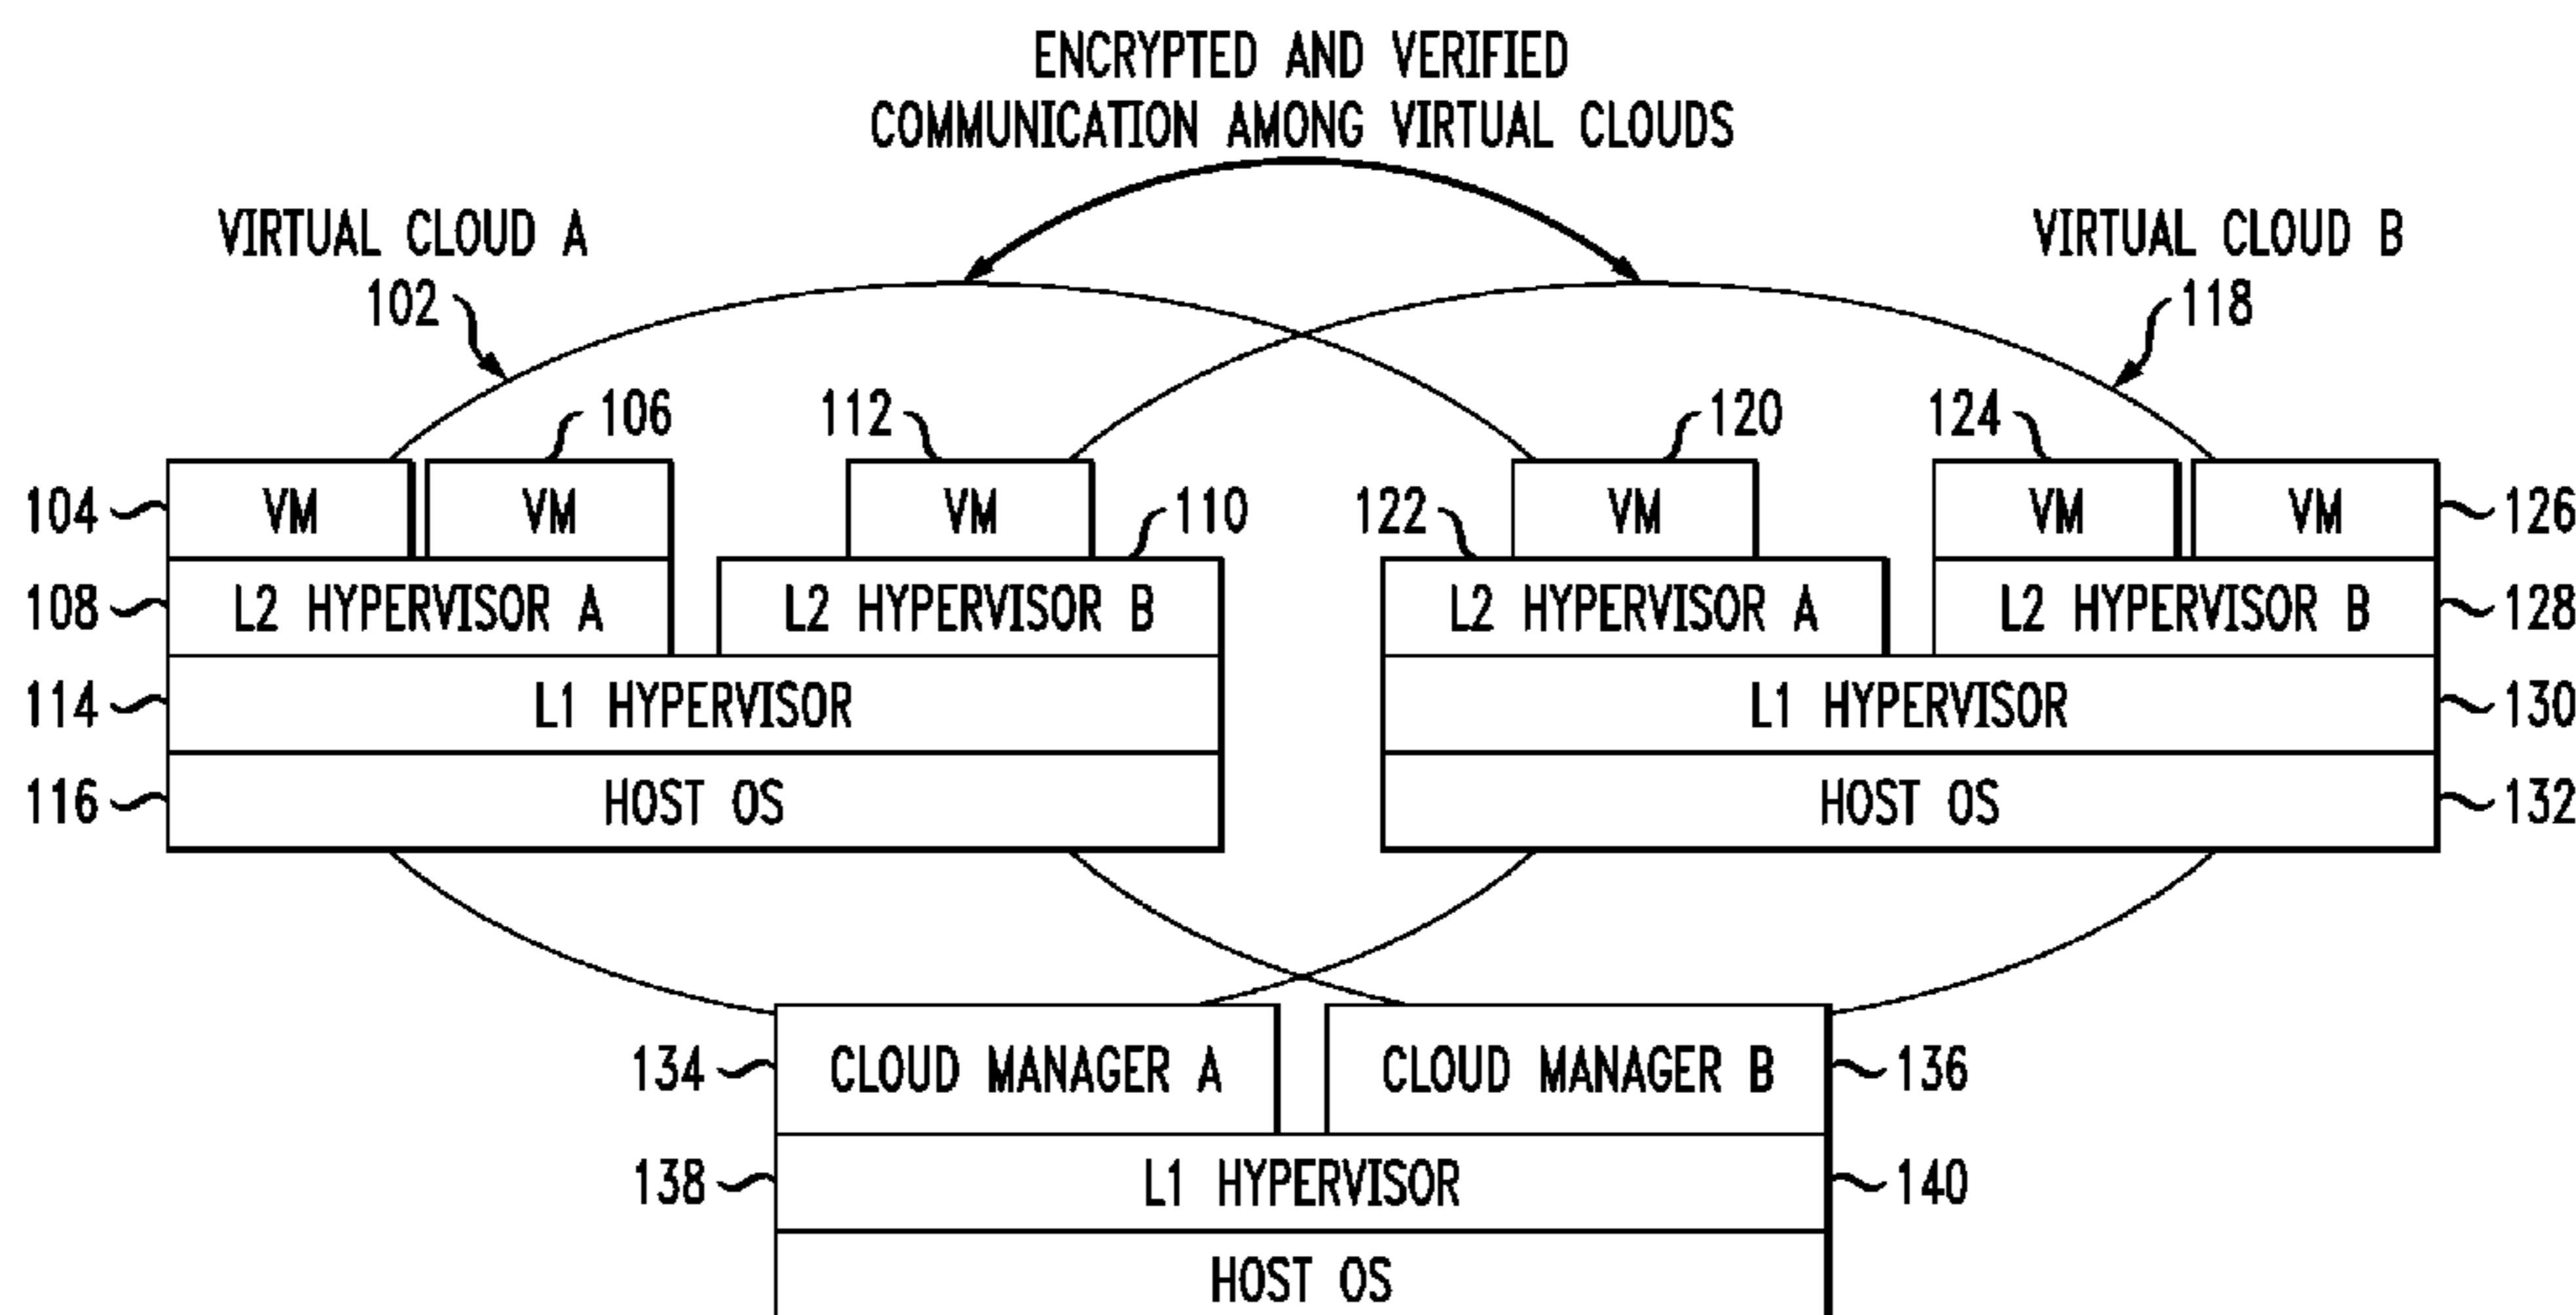 ENCRYPTED AND VERIFIED
COMMUNICATION AMONG VIRTUAL CLOUDS
VIRTUAL CLOUD A
102
VIRTUAL CLOUD B
118
106
112
120
124
104
VM
VM
VM
110
122
VM
VM
VM
126
108
L2 HYPERVISOR A
L2 HYPERVISOR B
L2 HYPERVISOR A
L2 HYPERVISOR B
128
114
L1 HYPERVISOR
L1 HYPERVISOR
130
116
HOST OS
HOST OS
132
134
CLOUD MANAGER A
CLOUD MANAGER B
136
138
L1 HYPERVISOR
140
HOST OS